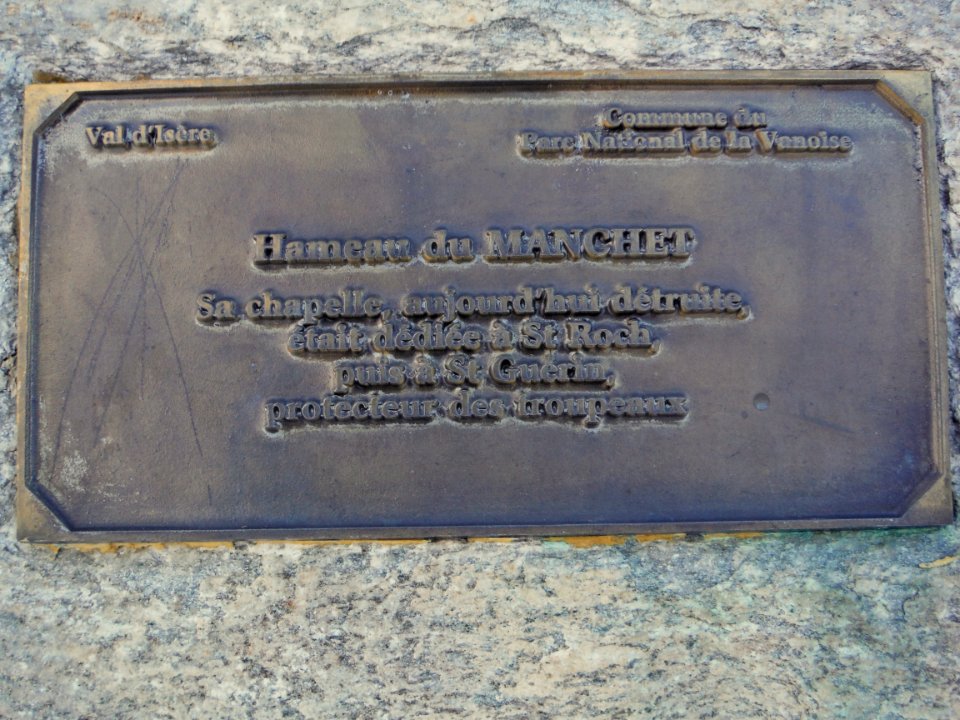 Val d'Isère
Commune du
Parc National de la Vanoise
Hameau du MANCHET
Sa chapelle, aujourd'hui détruite,
était dédiée à St Roch,
puis à St Guérin,
protecteur des troupeaux